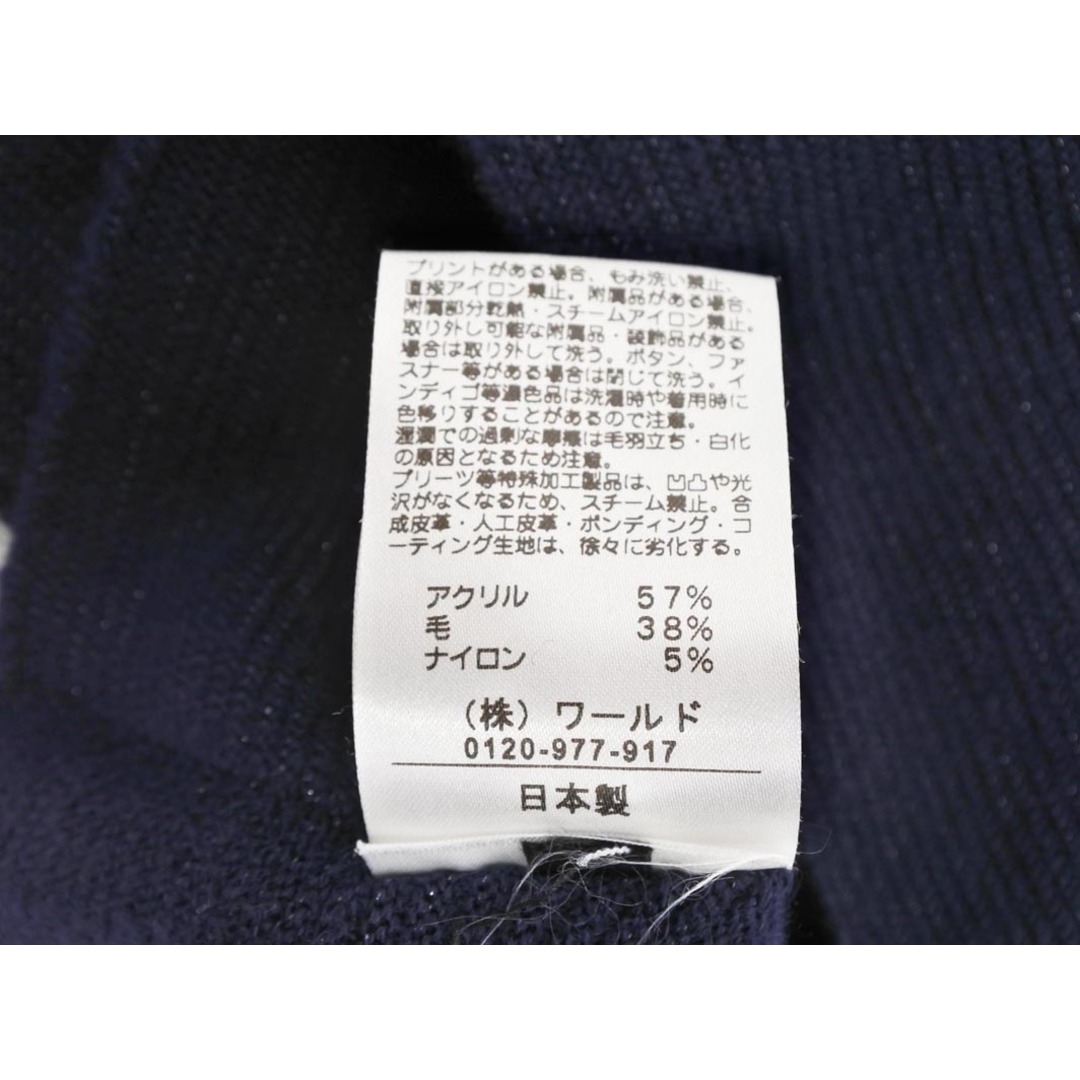 プリントがある場合、もみ洗い禁止、
直接アイロン禁止。附属品がある場合、
附属部分乾熱・スチームアイロン禁止。
取り外し可能な附属品・装飾品がある
場合は取り外して洗う。ボタン、ファ
スナー等がある場合は閉じて洗う。イ
ンディゴ等濃色品は洗濯時や着用時に
色移りすることがあるので注意。
湿潤での過剰な摩擦は毛羽立ち・白化
の原因となるため注意。
プリーツ等特殊加工製品は、凹凸や光
沢がなくなるため、スチーム禁止。合
成皮革・人工皮革・ボンディング・コ
ーティング生地は、徐々に劣化する。
アクリル 57%
毛 38%
ナイロン 5%
(株)ワールド
0120-977-917
日本製